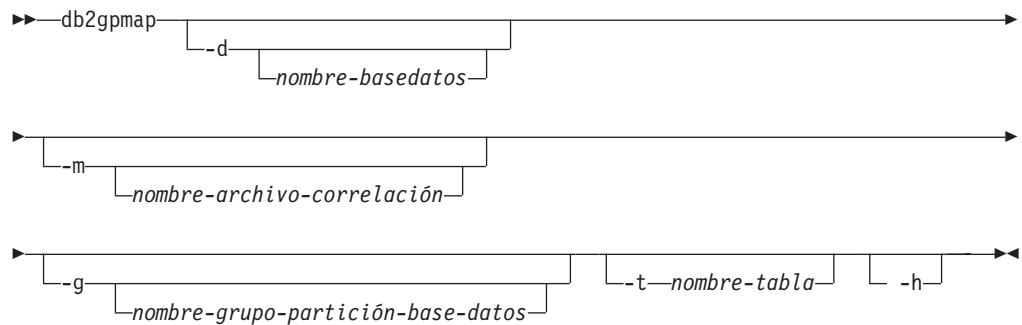 db2gpmap
-d
nombre-basedatos
-m
nombre-archivo-correlación
-g
-t nombre-tabla
-h
nombre-grupo-partición-base-datos